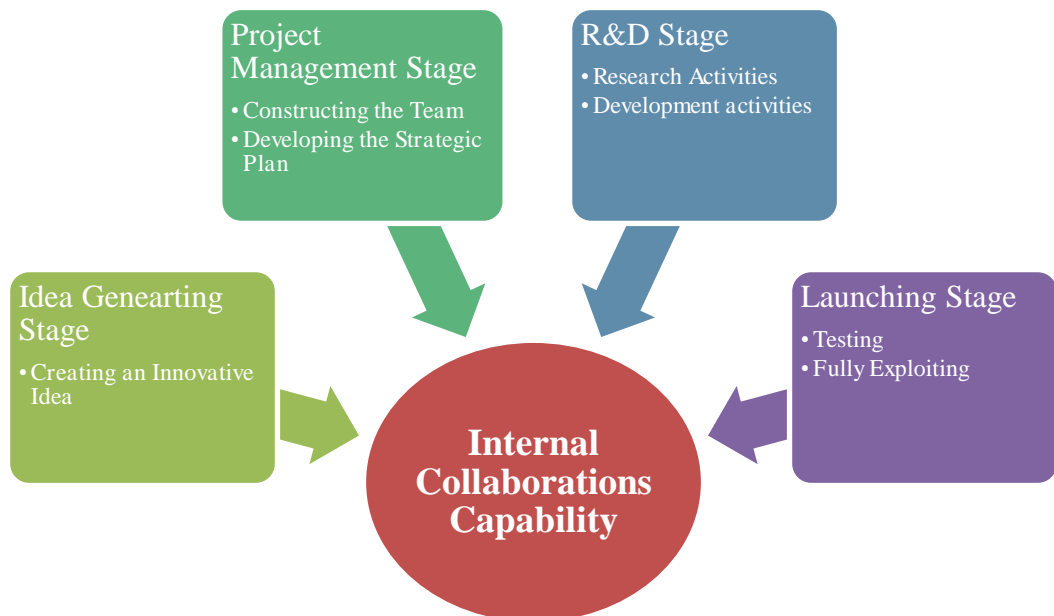 Project
Management Stage
• Constructing the Team
• Developing the Strategic
Plan
R&D Stage
• Research Activities
• Development activities
Idea Genearting
Stage
• Creating an Innovative
Idea
Launching Stage
• Testing
• Fully Exploiting
Internal
Collaborations
Capability